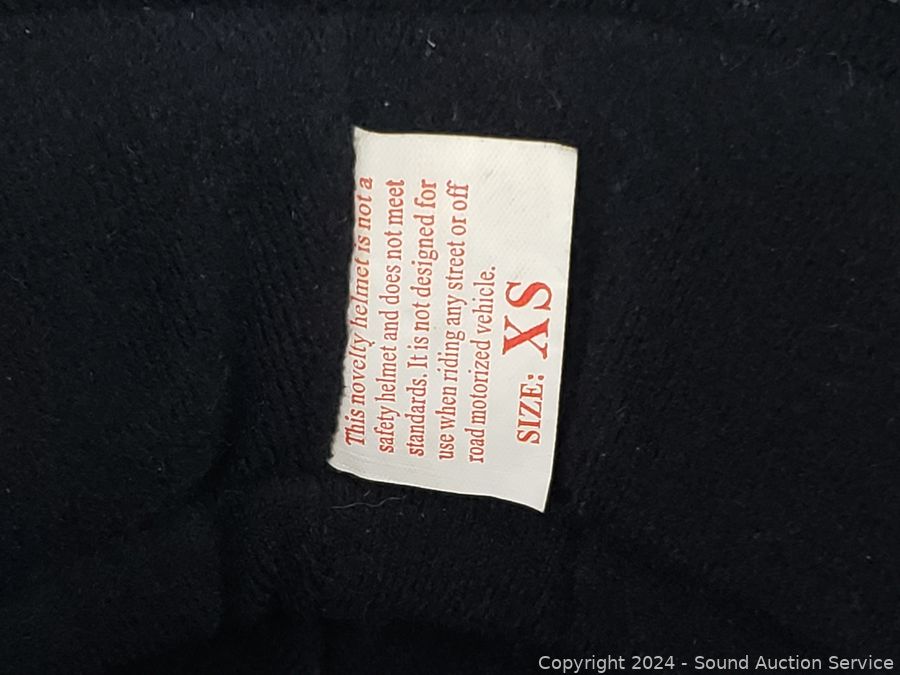 This novelty helmet is not a
safety helmet and does not meet
standards. It is not designed for
use when riding any street or off
road motorized vehicle.
SIZE: XS
Copyright 2024 - Sound Auction Service